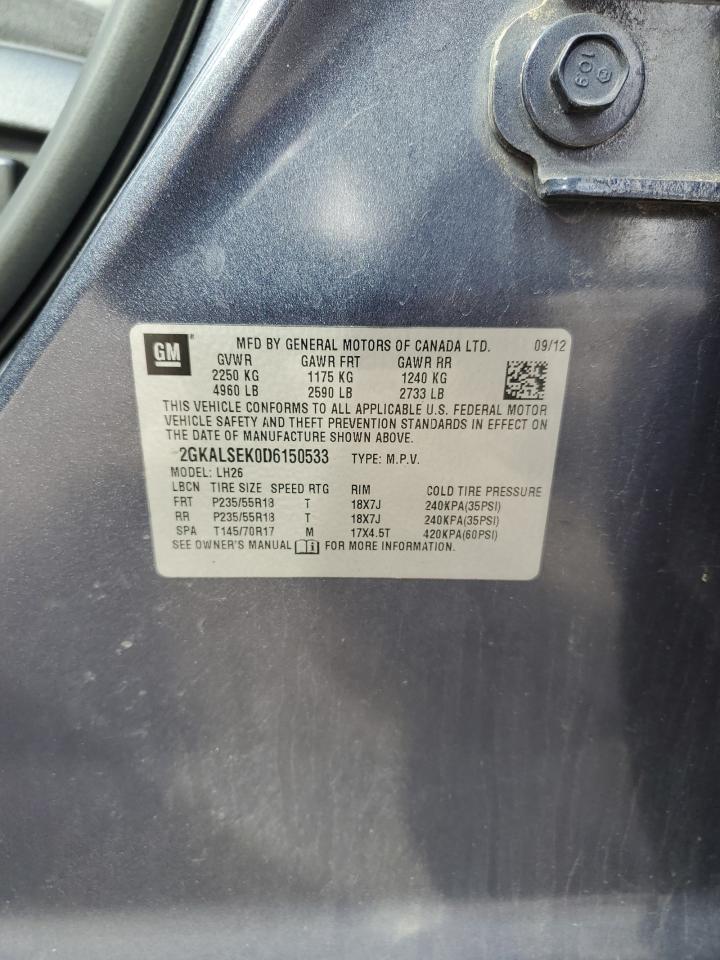 109
GM ®
MFD BY GENERAL MOTORS OF CANADA LTD. 09/12
GVWR GAWR FRT GAWR RR
2250 KG 1175 KG 1240 KG
4960 LB 2590 LB 2733 LB
THIS VEHICLE CONFORMS TO ALL APPLICABLE U.S. FEDERAL MOTOR
VEHICLE SAFETY AND THEFT PREVENTION STANDARDS IN EFFECT ON
THE DATE OF MANUFACTURE SHOWN ABOVE.
2GKALSEK0D6150533 TYPE: M.P.V.
MODEL: LH26
LBCN TIRE SIZE SPEED RTG RIM COLD TIRE PRESSURE
FRT P235/55R18 T 18X7J 240KPA(35PSI)
RR P235/55R18 T 18X7J 240KPA(35PSI)
SPA T145/70R17 M 17X4.5T 420KPA(60PSI)
SEE OWNER'S MANUAL i FOR MORE INFORMATION.